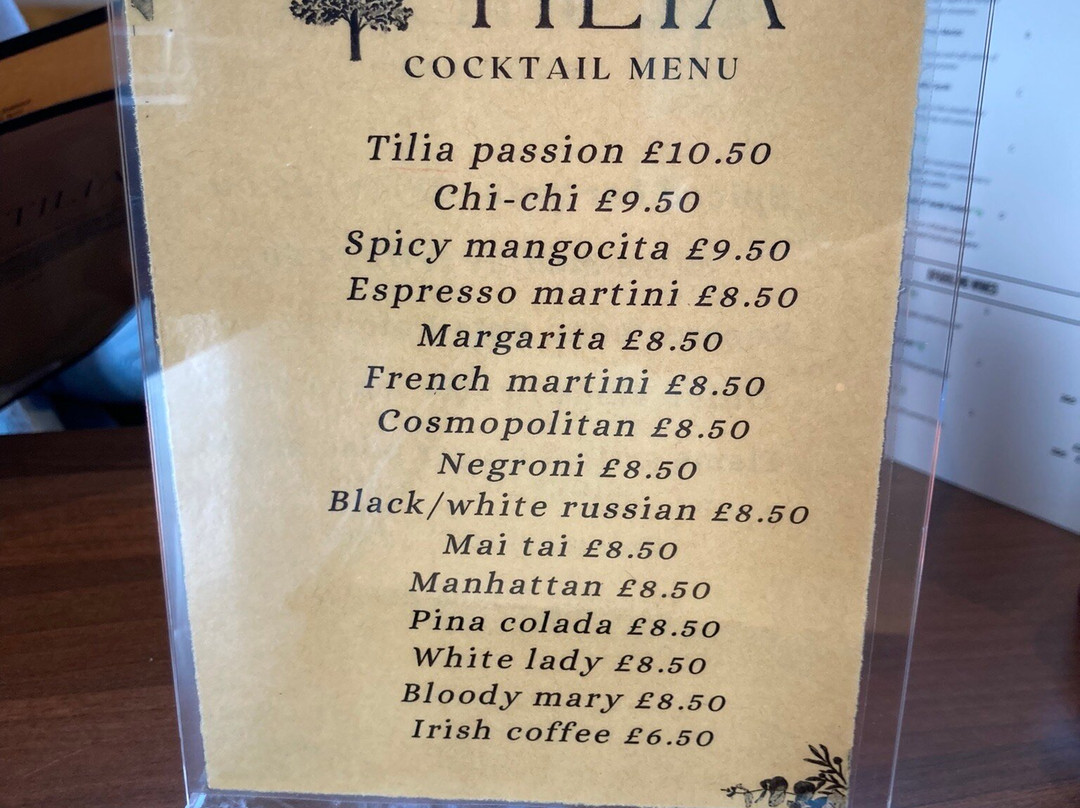 TILIA
COCKTAIL MENU
Tilia passion £10.50
Chi-chi £9.50
Spicy mangocita £9.50
Espresso martini £8.50
Margarita £8.50
French martini £8.50
Cosmopolitan £8.50
Negroni £8.50
Black/white russian £8.50
Mai tai £8.50
Manhattan £8.50
Pina colada £8.50
White lady £8.50
Bloody mary £8.50
Irish coffee £6.50
TILIA